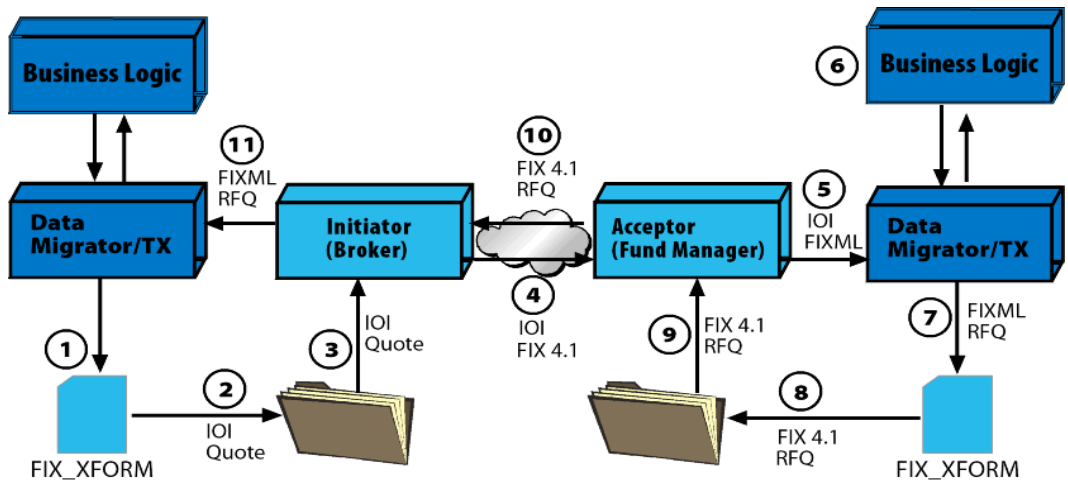 Business Logic
6
Business Logic
11
FIXML
RFQ
10
FIX 4.1
RFQ
5
IOI
FIXML
Data
Migrator/TX
Initiator
(Broker)
Acceptor
(Fund Manager)
Data
Migrator/TX
4
IOI
FIX 4.1
1
3
IOI
Quote
9
FIX 4.1
RFQ
7
FIXML
RFQ
2
IOI
Quote
8
FIX 4.1
RFQ
FIX_XFORM
FIX_XFORM